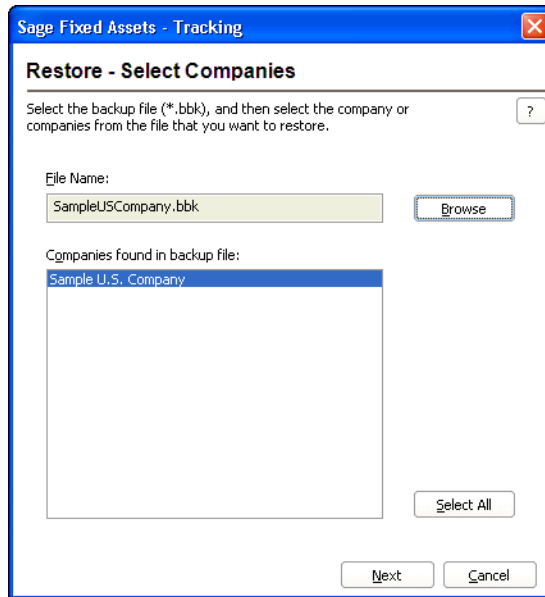 Sage Fixed Assets - Tracking
Restore - Select Companies
Select the backup file (*.bbk), and then select the company or
companies from the file that you want to restore.
?
File Name:
SampleUSCompany.bbk
Browse
Companies found in backup file:
Sample U.S. Company
Select All
Next
Cancel